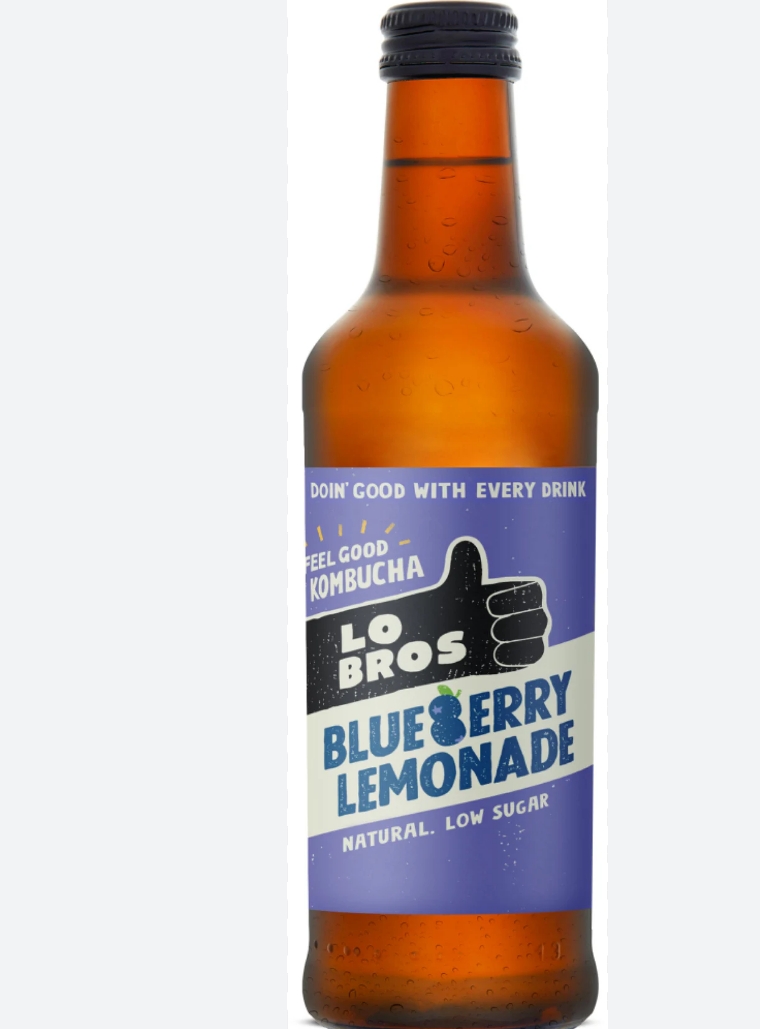 DOIN' GOOD WITH EVERY DRINK
FEEL GOOD
KOMBUCHA
LO
BROS
BLUEBERRY
LEMONADE
NATURAL. LOW SUGAR